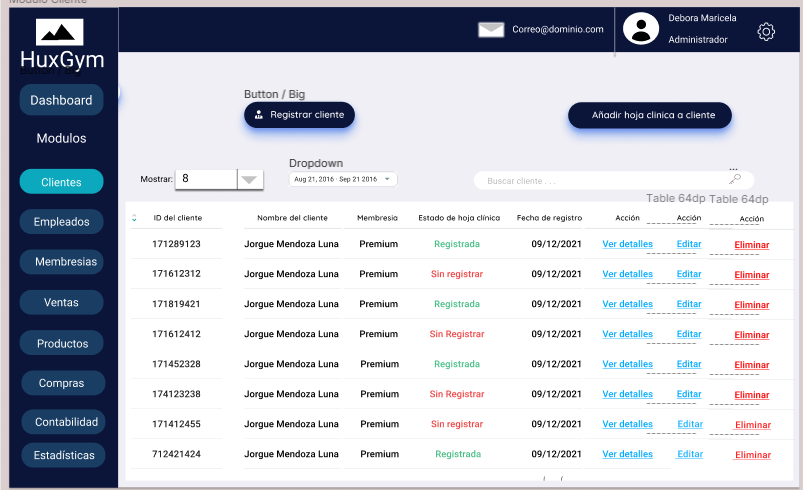 Modulo Cliente
Correo@dominio.com
Debora Maricela
Administrador
HuxGym
Button / Big
Dashboard
Modulos
Clientes
Empleados
Membresias
Ventas
Productos
Compras
Contabilidad
Estadísticas
Button / Big
Registrar cliente
Añadir hoja clinica a cliente
Dropdown
Mostrar: 8
Aug 21, 2016 - Sep 21 2016
Buscar cliente . . .
Table 64dp Table 64dp
ID del cliente Nombre del cliente Membresia Estado de hoja clínica Fecha de registro Acción Acción Acción
171289123 Jorgue Mendoza Luna Premium Registrada 09/12/2021 Ver detalles Editar Eliminar
171612312 Jorgue Mendoza Luna Premium Sin registrar 09/12/2021 Ver detalles Editar Eliminar
171819421 Jorgue Mendoza Luna Premium Registrada 09/12/2021 Ver detalles Editar Eliminar
171612412 Jorgue Mendoza Luna Premium Sin Registrar 09/12/2021 Ver detalles Editar Eliminar
171452328 Jorgue Mendoza Luna Premium Registrada 09/12/2021 Ver detalles Editar Eliminar
174123238 Jorgue Mendoza Luna Premium Sin Registrar 09/12/2021 Ver detalles Editar Eliminar
171412455 Jorgue Mendoza Luna Premium Sin registrar 09/12/2021 Ver detalles Editar Eliminar
712421424 Jorgue Mendoza Luna Premium Registrada 09/12/2021 Ver detalles Editar Eliminar